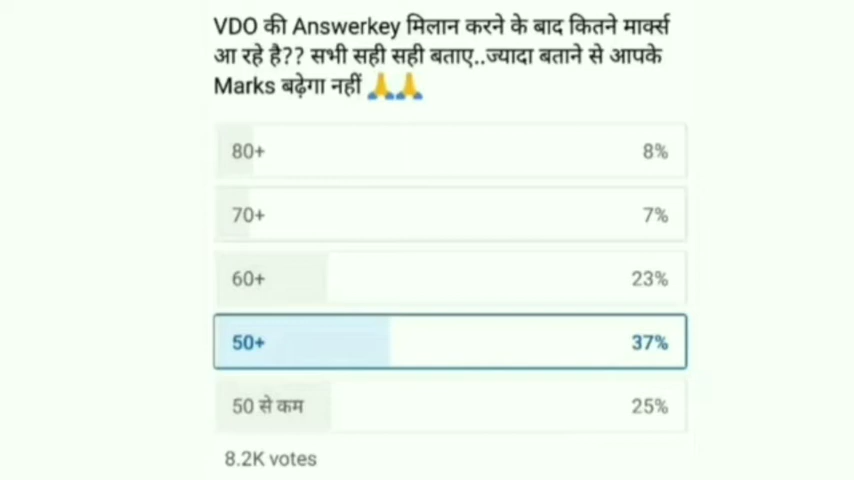 VDO की Answerkey मिलान करने के बाद कितने मार्क्स
आ रहे है?? सभी सही सही बताए..ज्यादा बताने से आपके
Marks बढ़ेगा नहीं 🙏🙏
80+ 8%
70+ 7%
60+ 23%
50+ 37%
50 से कम 25%
8.2K votes